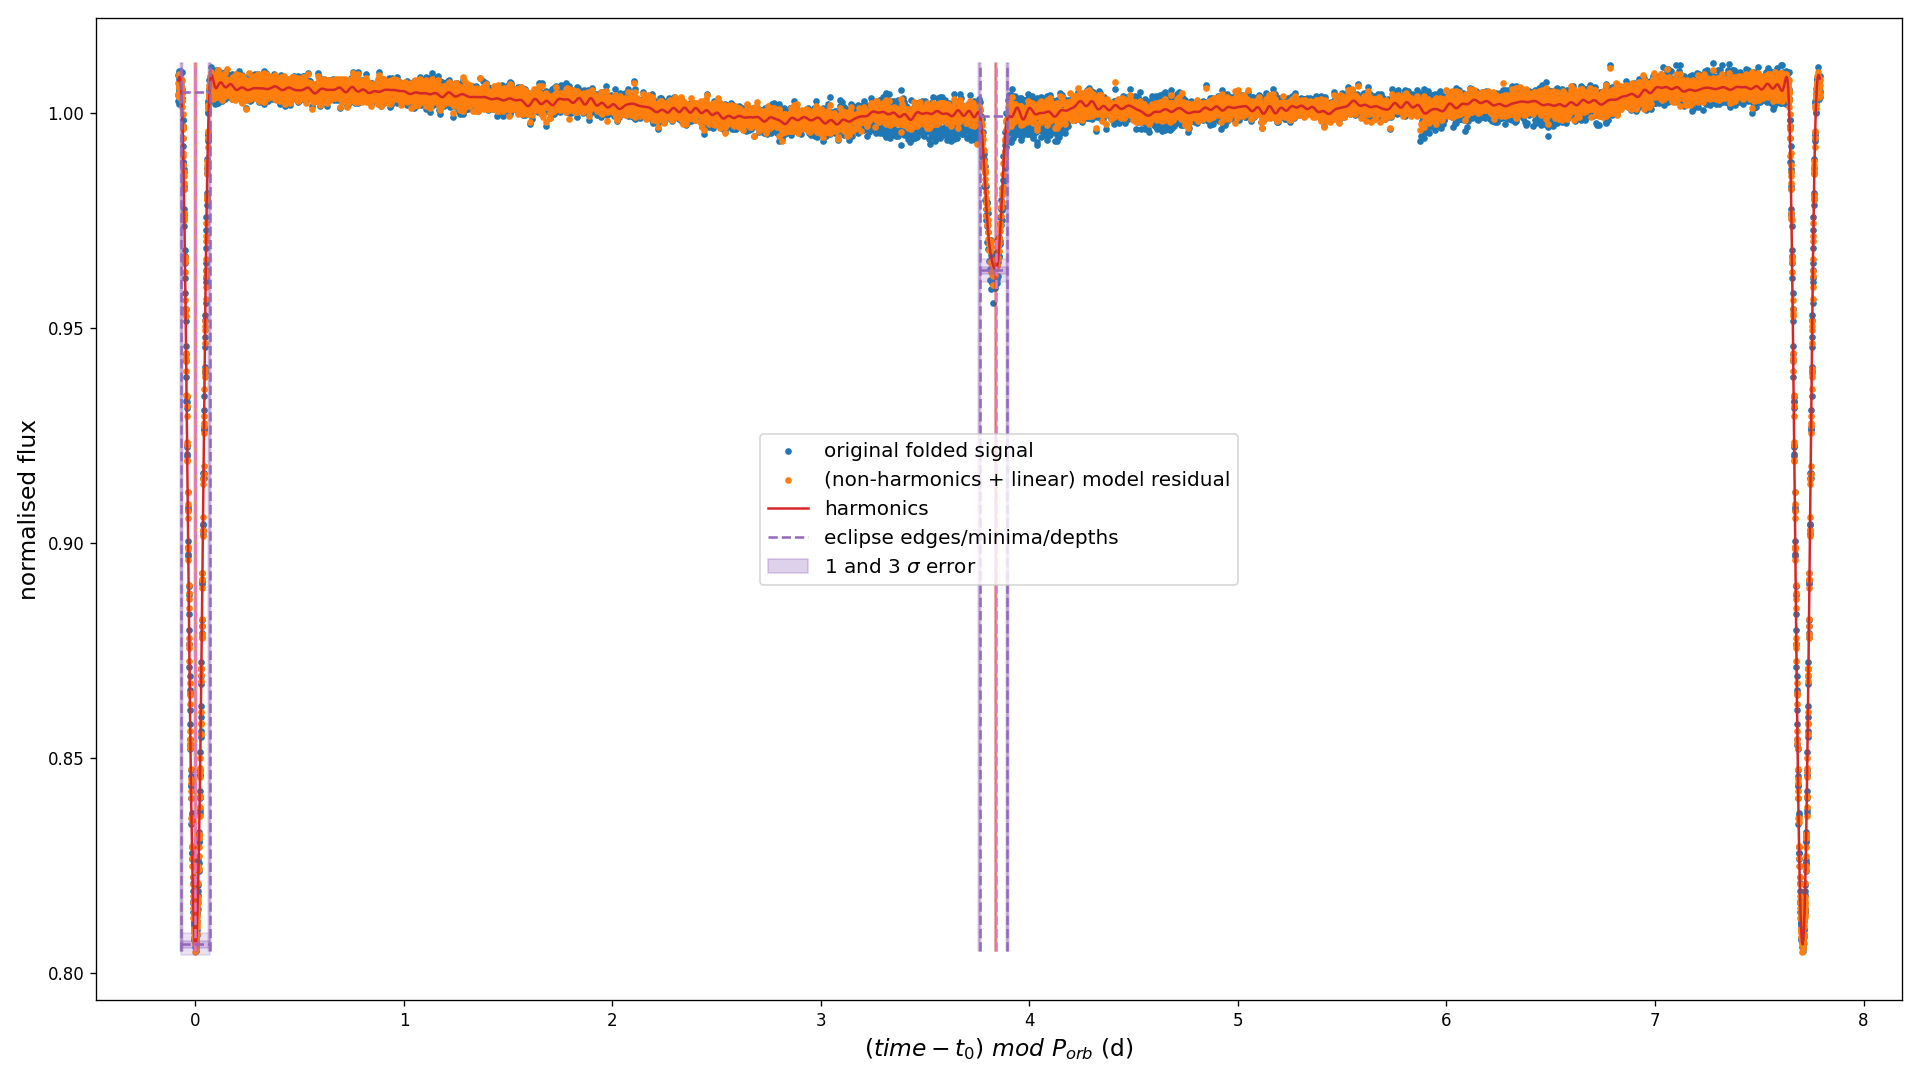 normalised flux
1.00
0.95
0.90
0.85
0.80
original folded signal
(non-harmonics + linear) model residual
harmonics
eclipse edges/minima/depths
1 and 3 σ error
0 1 2 3 4 5 6 7 8
(time − t₀) mod Pₒᵣb (d)